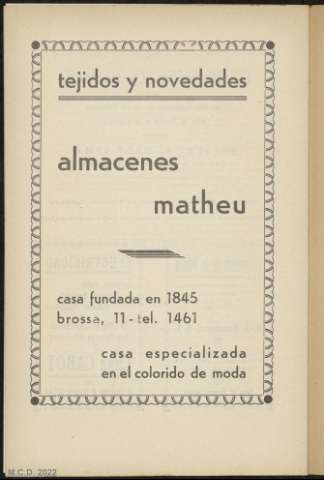 tejidos y novedades
almacenes
matheu
casa fundada en 1845
brossa, 11 - tel. 1461
casa especializada
en el colorido de moda
M.C.D. 2022